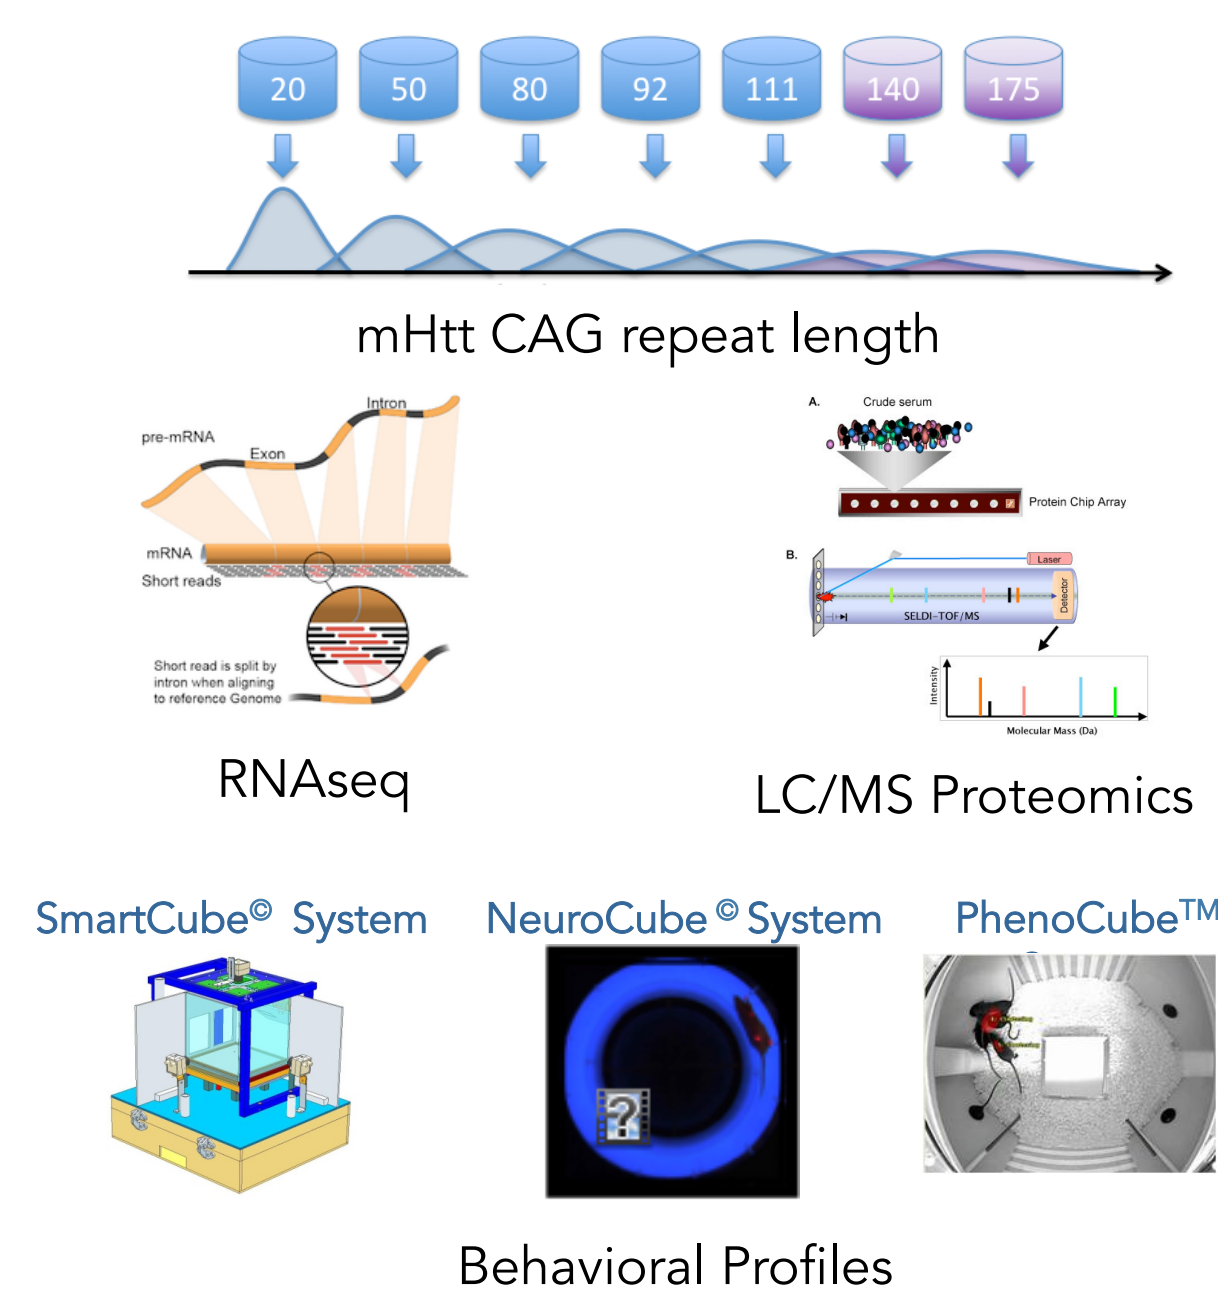 20 50 80 92 111 140 175
mHtt CAG repeat length
Intron
pre-mRNA
Exon
mRNA
Short reads
Short read is split by
intron when aligning
to reference Genome
RNAseq
A. Crude serum
Protein Chip Array
B.
Laser
Detector
SELDI-TOF/MS
Intensity
Molecular Mass (Da)
LC/MS Proteomics
SmartCube© System
NeuroCube © System
PhenoCube™
?
Behavioral Profiles